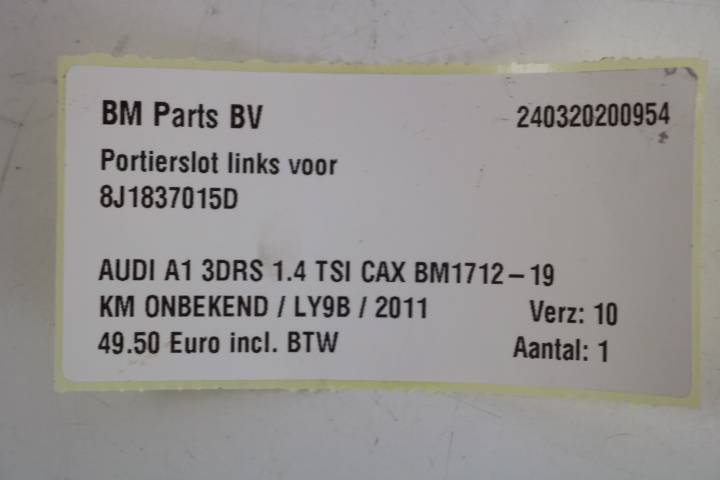 BM Parts BV 240320200954
Portierslot links voor
8J1837015D
AUDI A1 3DRS 1.4 TSI CAX BM1712-19
KM ONBEKEND / LY9B / 2011 Verz: 10
49.50 Euro incl. BTW Aantal: 1